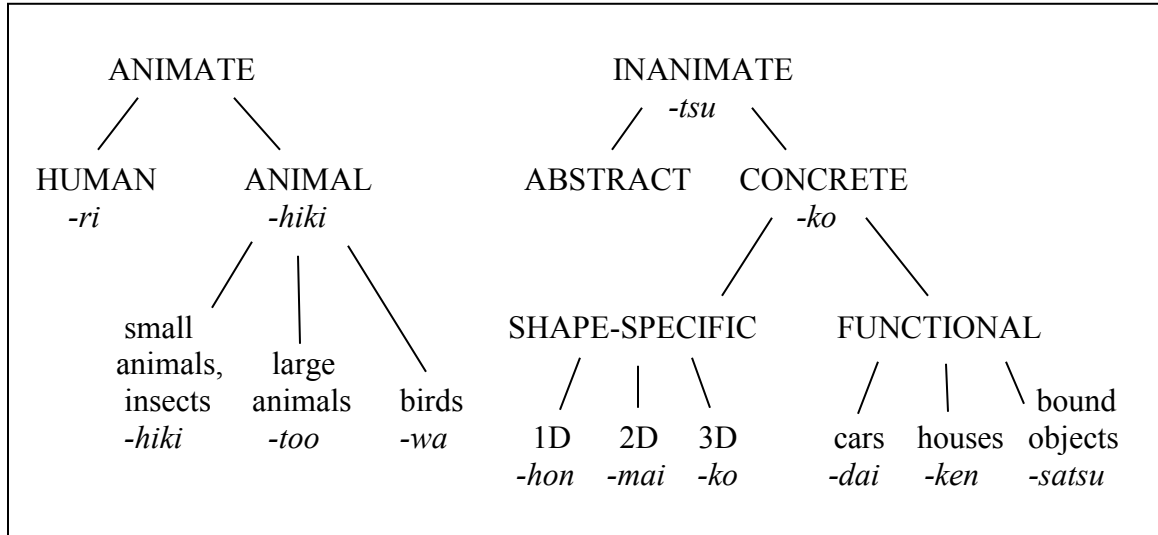 ANIMATE INANIMATE
-tsu
HUMAN ANIMAL ABSTRACT CONCRETE
-ri -hiki -ko
small SHAPE-SPECIFIC FUNCTIONAL
animals, large
insects animals birds bound
-hiki -too -wa 1D 2D 3D cars houses objects
-hon -mai -ko -dai -ken -satsu